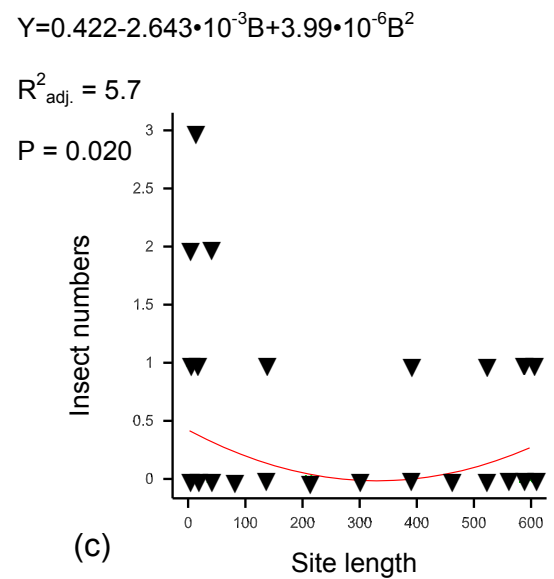 Y=0.422-2.643•10⁻³B+3.99•10⁻⁶B²
R²adj. = 5.7
P = 0.020
3
2.5
2
1.5
1
0.5
0
Insect numbers
0 100 200 300 400 500 600
Site length
(c)